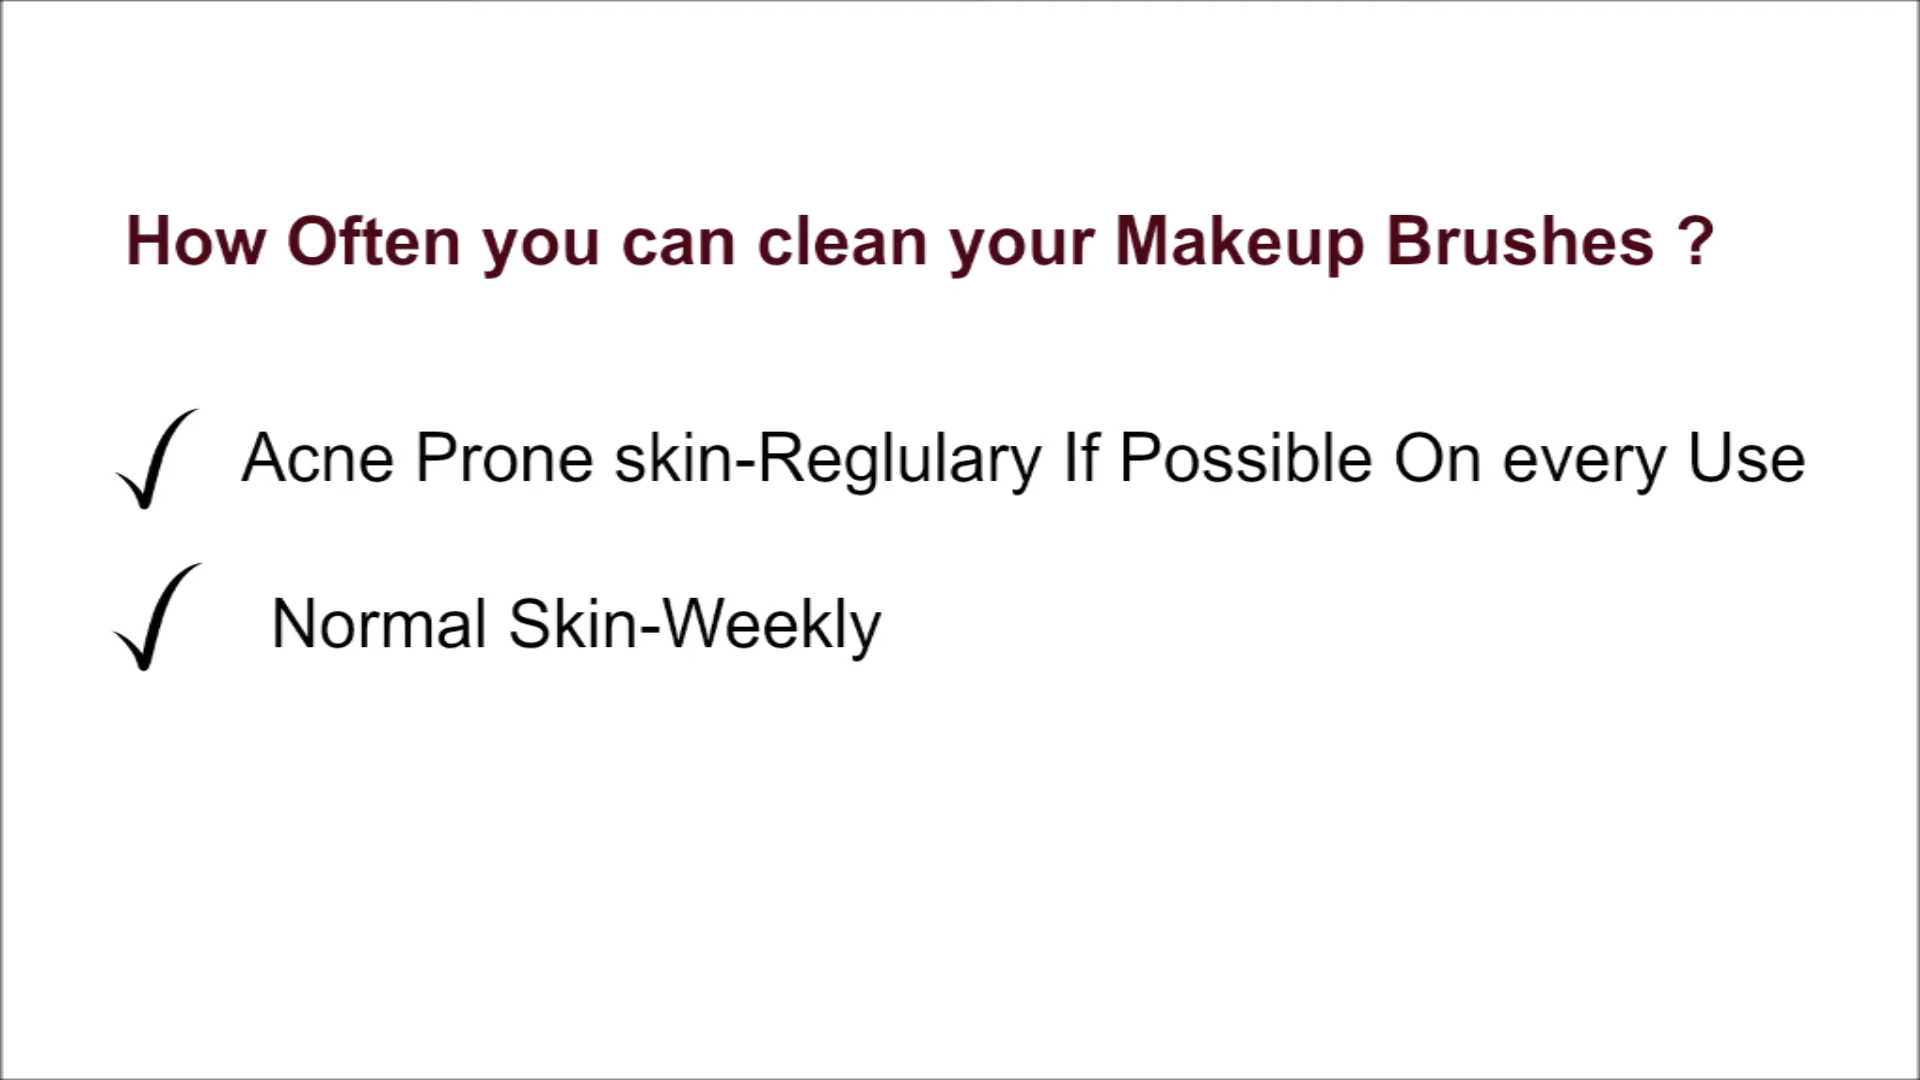 How Often you can clean your Makeup Brushes ?
Acne Prone skin-Reglulary If Possible On every Use
Normal Skin-Weekly